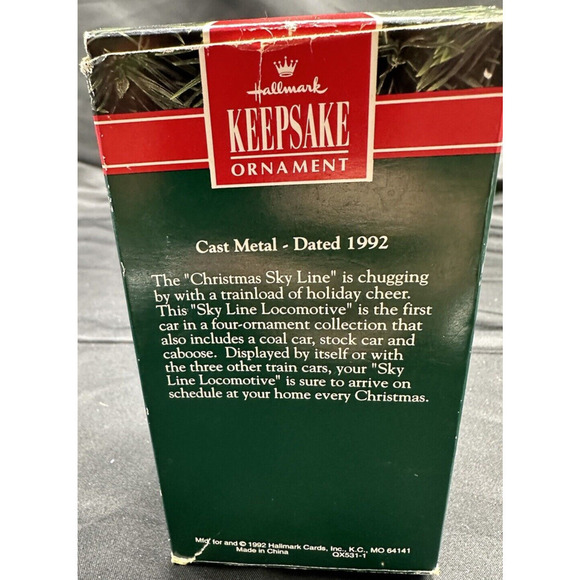 Hallmark
KEEPSAKE
ORNAMENT
Cast Metal - Dated 1992
The "Christmas Sky Line" is chugging
by with a trainload of holiday cheer.
This "Sky Line Locomotive" is the first
car in a four-ornament collection that
also includes a coal car, stock car and
caboose. Displayed by itself or with
the three other train cars, your "Sky
Line Locomotive" is sure to arrive on
schedule at your home every Christmas.
Mfd. for and © 1992 Hallmark Cards, Inc., K.C., MO 64141
Made in China QX531-1